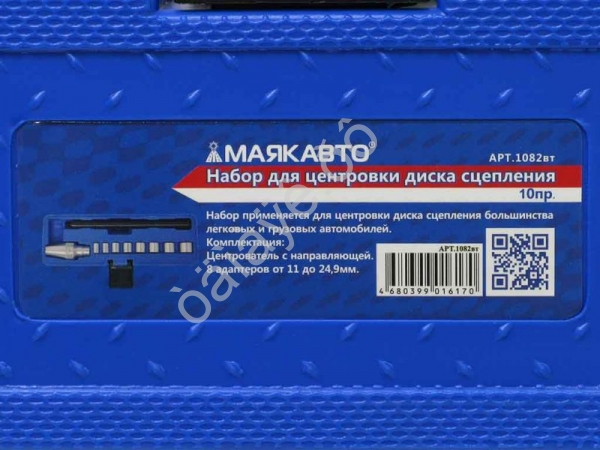 МАЯКАВТО
АРТ.1082вт
Набор для центровки диска сцепления
10пр.
Набор применяется для центровки диска сцепления большинства
легковых и грузовых автомобилей.
Комплектация:
Центрователь с направляющей.
8 адаптеров от 11 до 24,9мм.
АРТ.1082вт
4 680399 016170